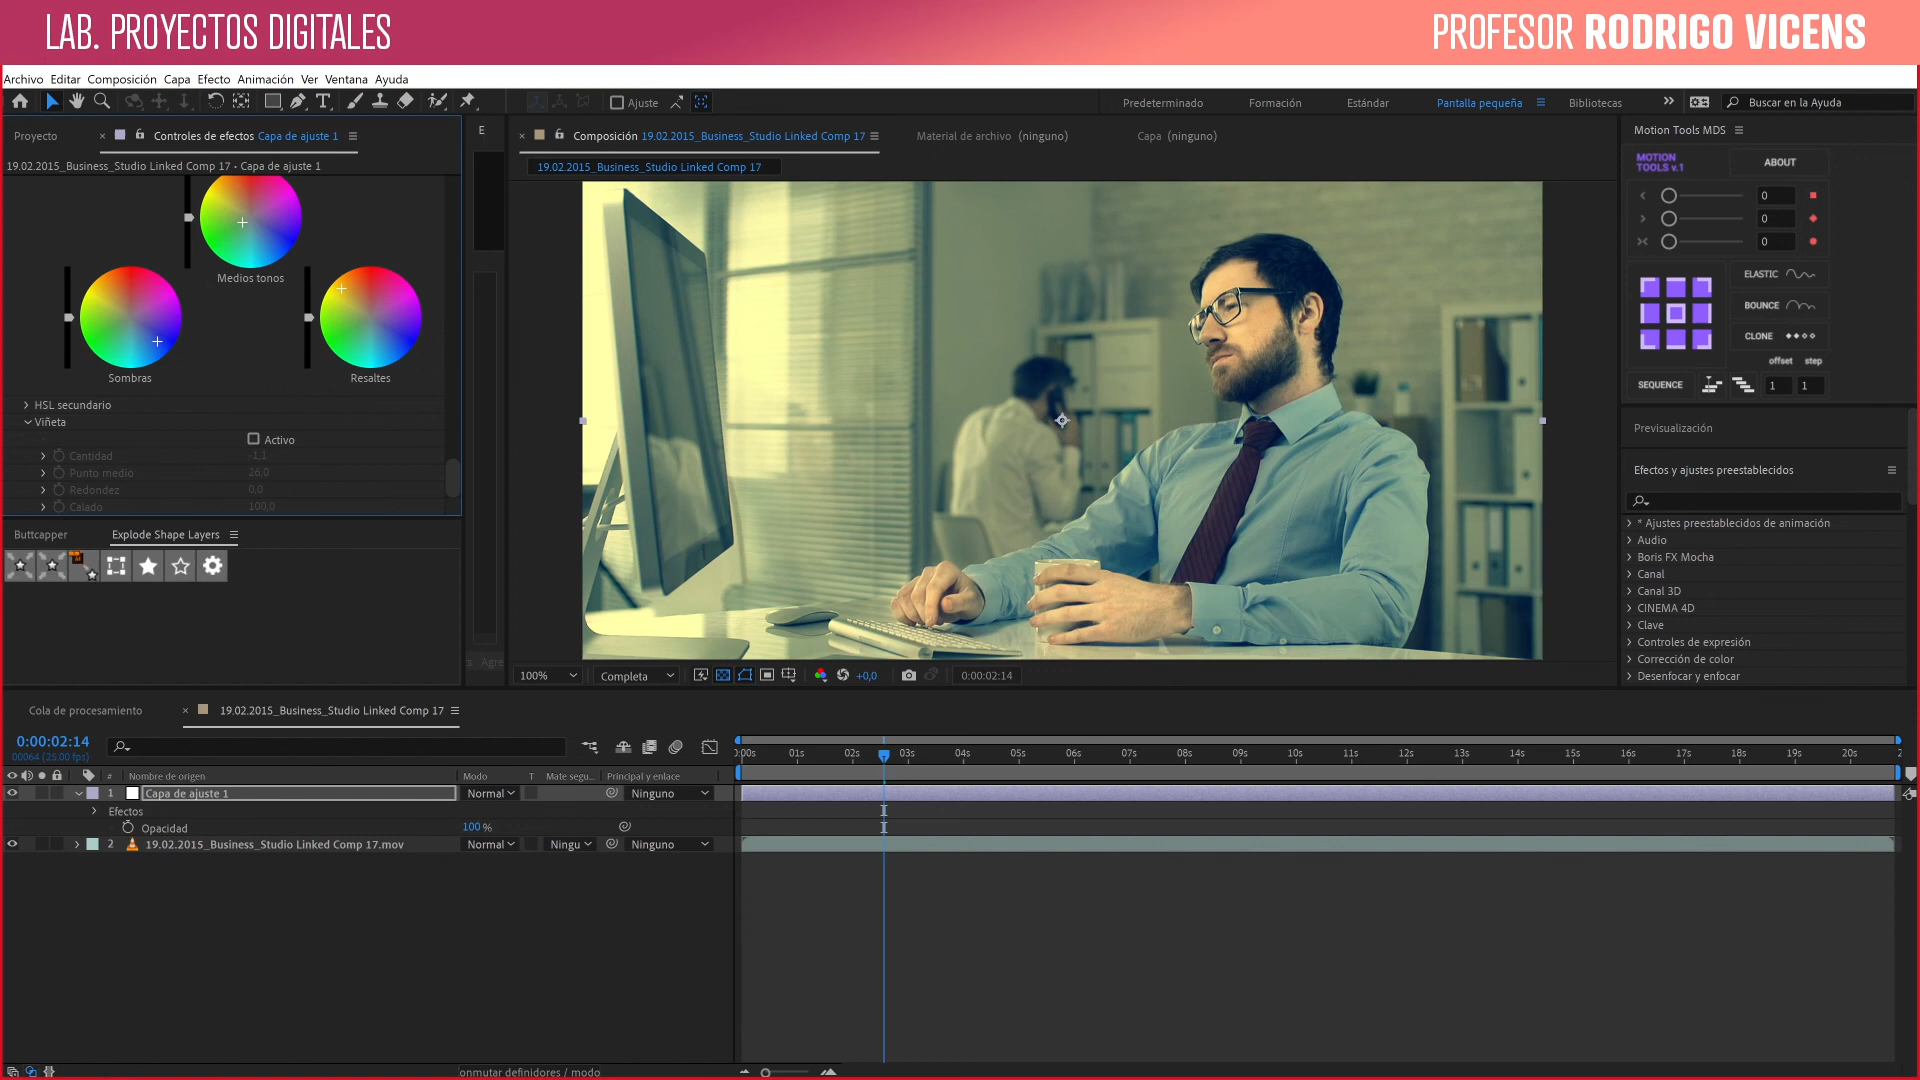 LAB. PROYECTOS DIGITALES
PROFESOR RODRIGO VICENS
Archivo Editar Composición Capa Efecto Animación Ver Ventana Ayuda
Ajuste
Predeterminado Formación Estándar Pantalla pequeña Bibliotecas Buscar en la Ayuda
Proyecto × Controles de efectos Capa de ajuste 1
E
× Composición 19.02.2015_Business_Studio Linked Comp 17
Material de archivo (ninguno)
Capa (ninguno)
Motion Tools MDS
19.02.2015_Business_Studio Linked Comp 17 • Capa de ajuste 1
19.02.2015_Business_Studio Linked Comp 17
MOTION
TOOLS v.1
ABOUT
0
0
0
Medios tonos
Sombras
Resaltes
ELASTIC
BOUNCE
CLONE
offset step
SEQUENCE 1 1
HSL secundario
Viñeta
Activo
Cantidad -1,1
Punto medio 26,0
Redondez 0,0
Calado 100,0
Previsualización
Efectos y ajustes preestablecidos
* Ajustes preestablecidos de animación
Audio
Boris FX Mocha
Canal
Canal 3D
CINEMA 4D
Clave
Controles de expresión
Corrección de color
Desenfocar y enfocar
Buttcapper Explode Shape Layers
Agre
100% Completa +0,0 0:00:02:14
Cola de procesamiento × 19.02.2015_Business_Studio Linked Comp 17
0:00:02:14
00064 (25.00 fps)
0:00s 01s 02s 03s 04s 05s 06s 07s 08s 09s 10s 11s 12s 13s 14s 15s 16s 17s 18s 19s 20s 2
# Nombre de origen Modo T Mate segu... Principal y enlace
1 Capa de ajuste 1 Normal Ninguno
Efectos
Opacidad 100 %
2 19.02.2015_Business_Studio Linked Comp 17.mov Normal Ningu Ninguno
onmutar definidores / modo